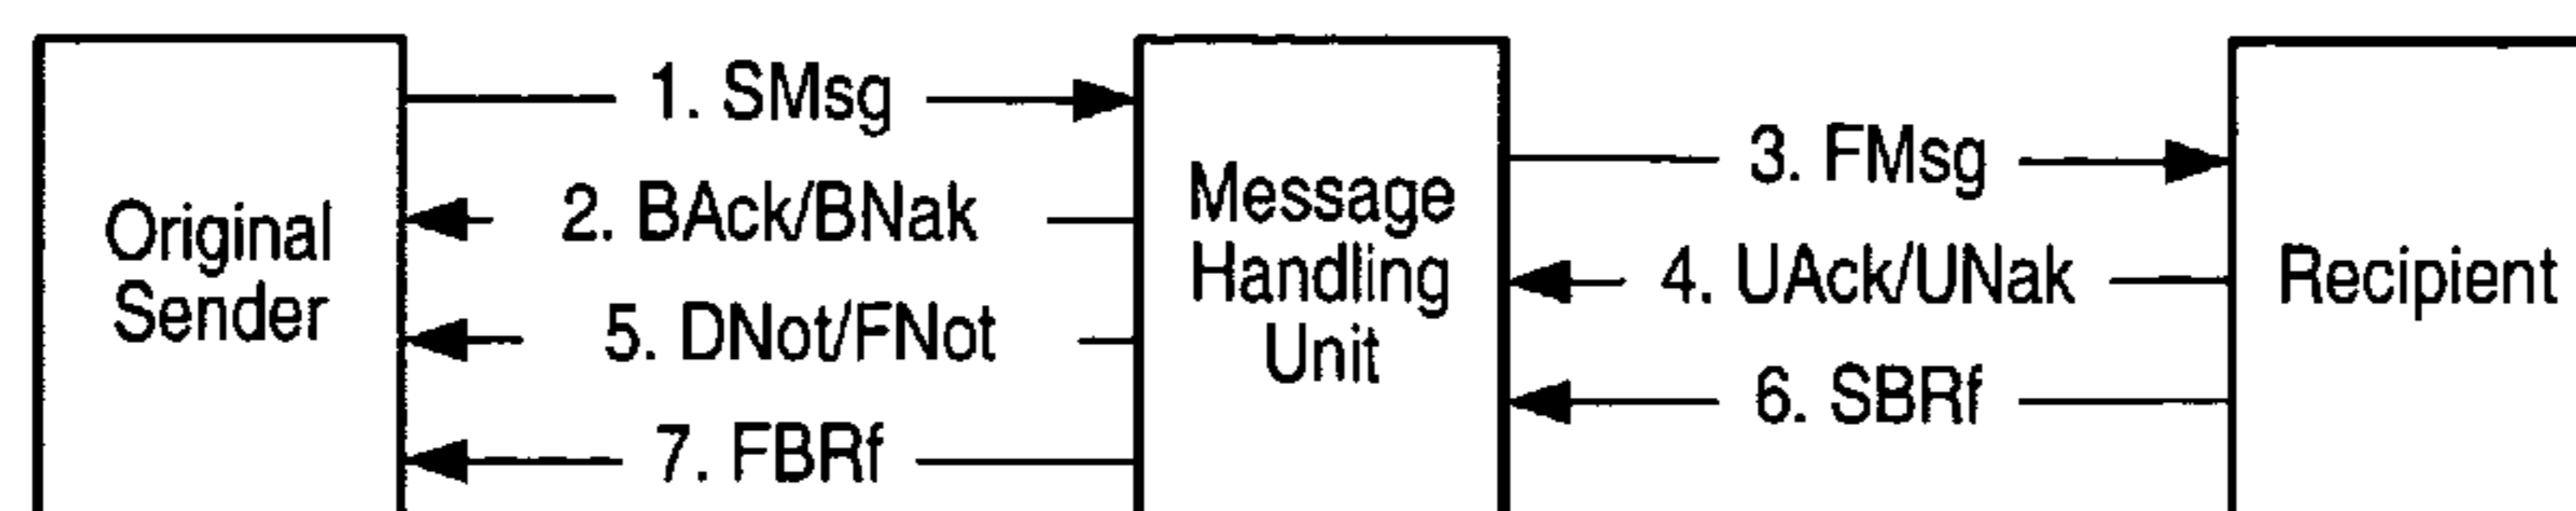 Original
Sender
1. SMsg
2. BAck/BNak
5. DNot/FNot
7. FBRf
Message
Handling
Unit
3. FMsg
4. UAck/UNak
6. SBRf
Recipient